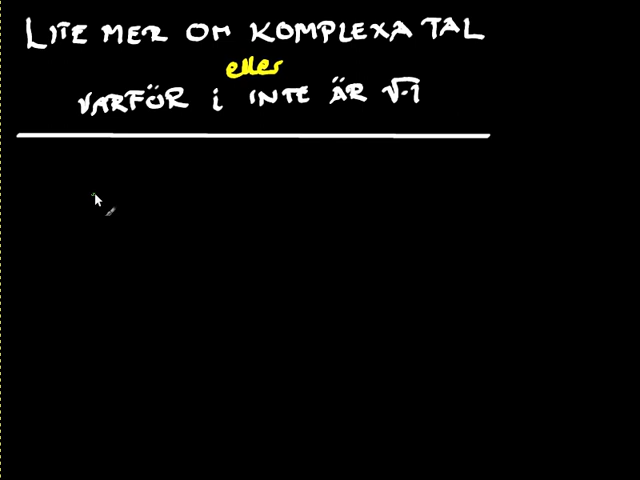 LITE MER OM KOMPLEXA TAL
eller
VARFÖR i INTE ÄR √-1